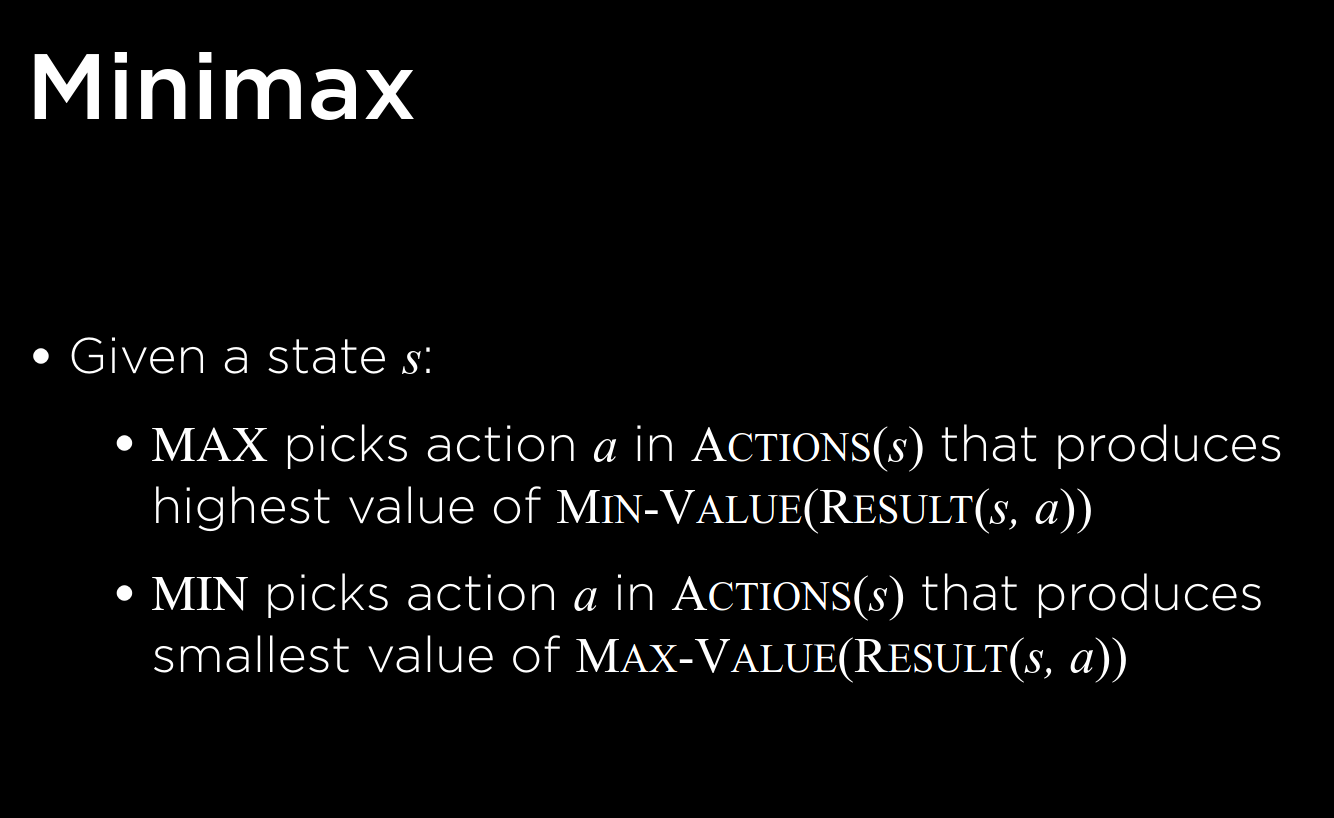 Minimax
• Given a state s:
• MAX picks action a in ACTIONS(s) that produces
highest value of MIN-VALUE(RESULT(s, a))
• MIN picks action a in ACTIONS(s) that produces
smallest value of MAX-VALUE(RESULT(s, a))